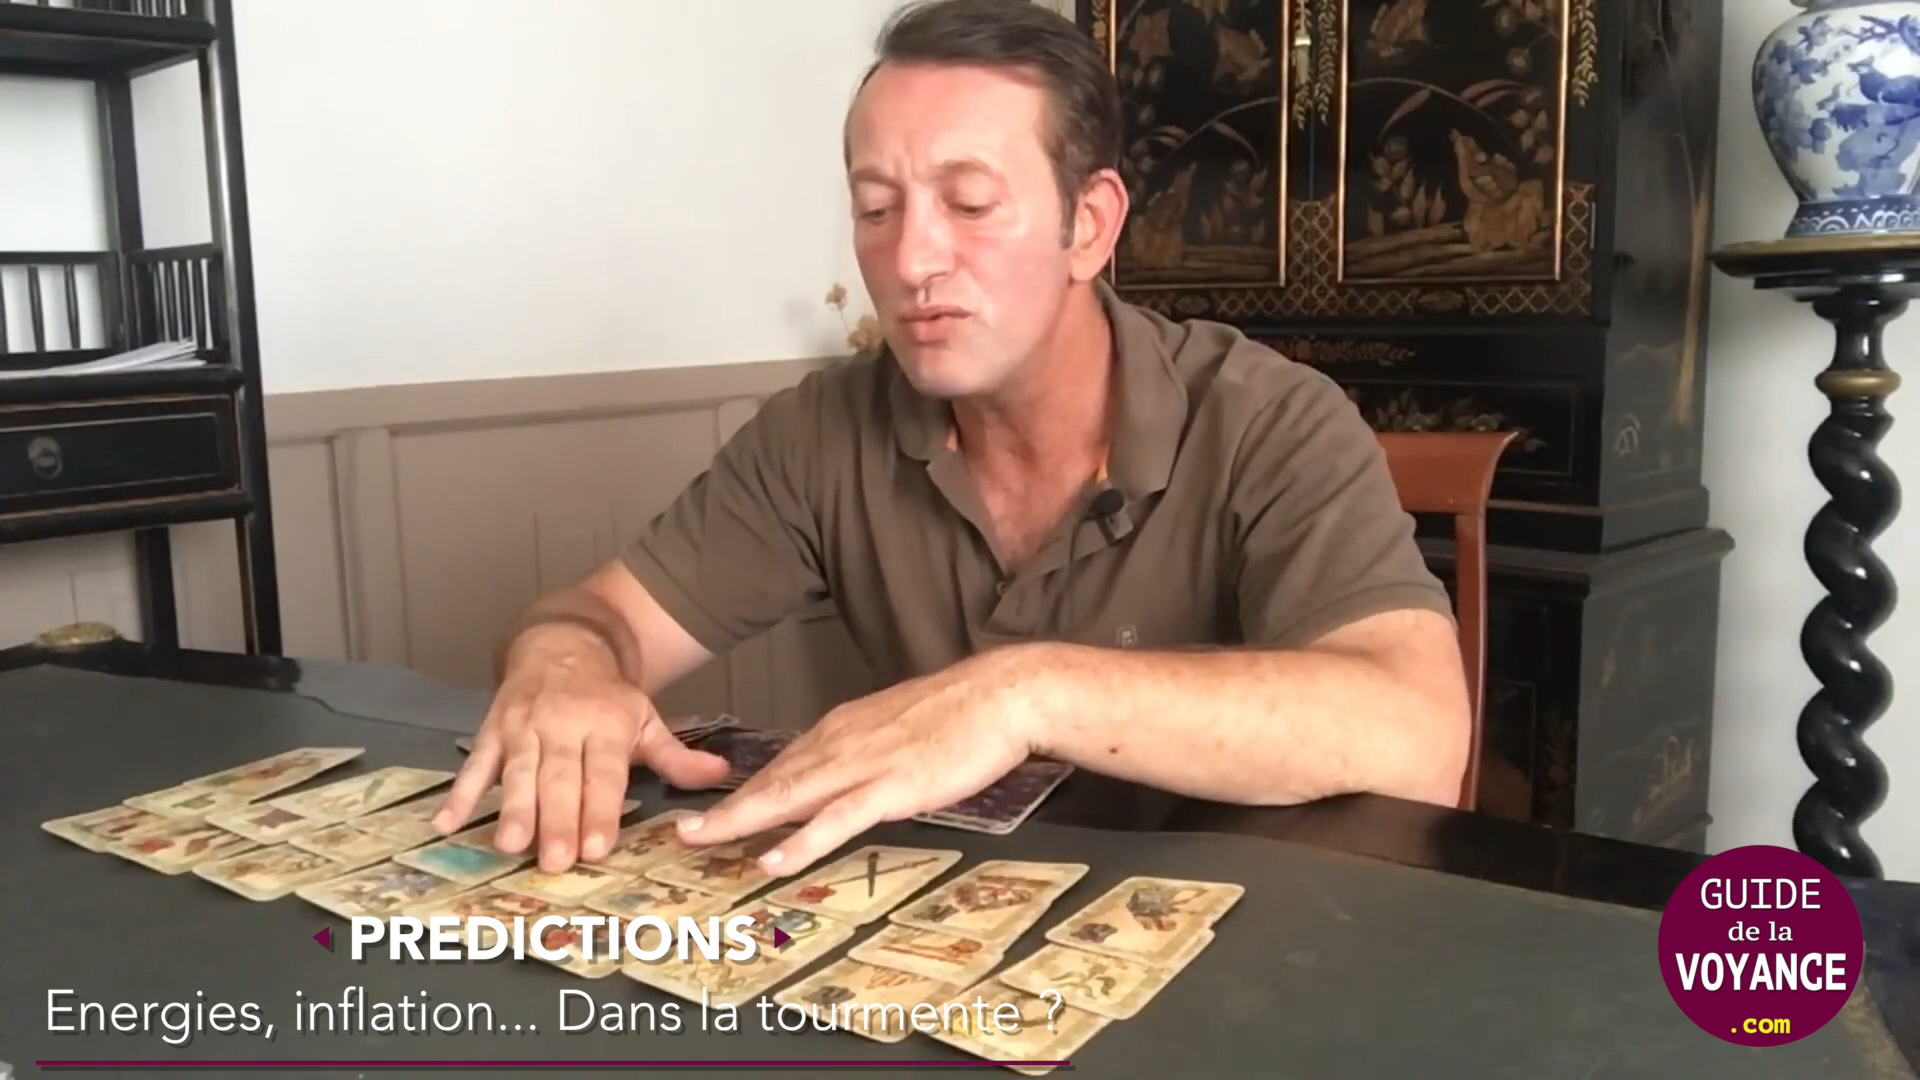 PREDICTIONS
Energies, inflation... Dans la tourmente ?
GUIDE
de la
VOYANCE
.com